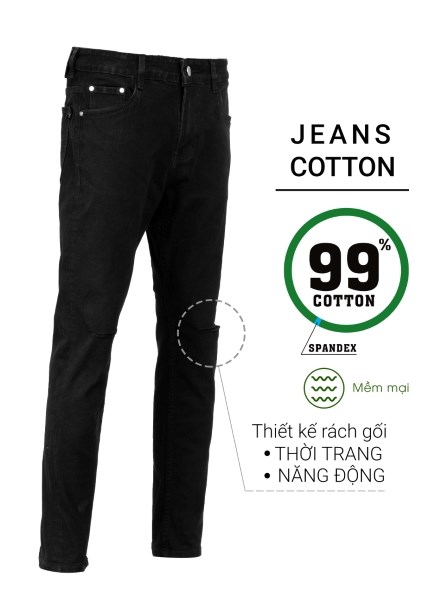 JEANS
COTTON
99%
COTTON
SPANDEX
Mềm mại
Thiết kế rách gối
• THỜI TRANG
• NĂNG ĐỘNG